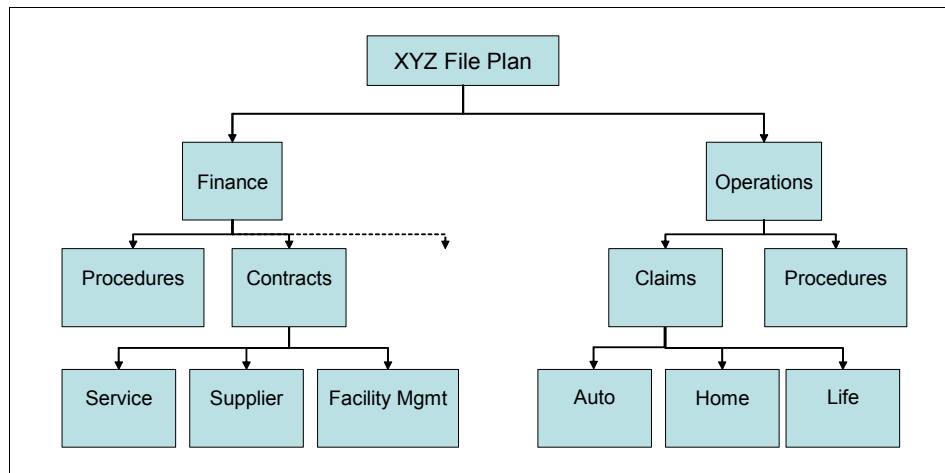 XYZ File Plan
Finance
Operations
Procedures
Contracts
Claims
Procedures
Service
Supplier
Facility Mgmt
Auto
Home
Life